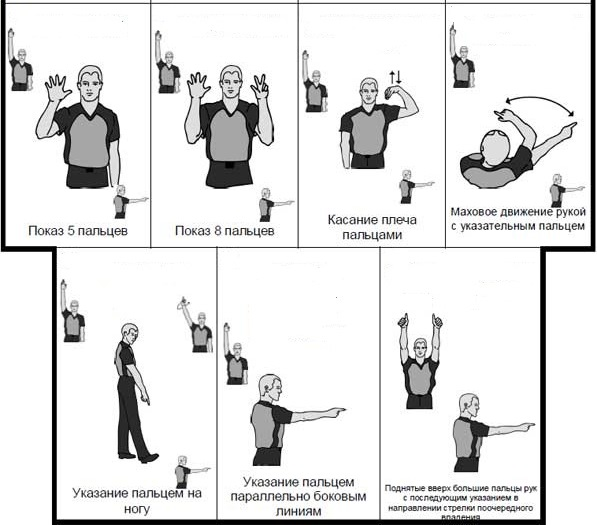 Показ 5 пальцев
Показ 8 пальцев
Касание плеча
пальцами
Маховое движение рукой
с указательным пальцем
Указание пальцем на
ногу
Указание пальцем
параллельно боковым
линиям
Поднятые вверх большие пальцы рук
с последующим указанием в
направлении стрелки поочередного
владения